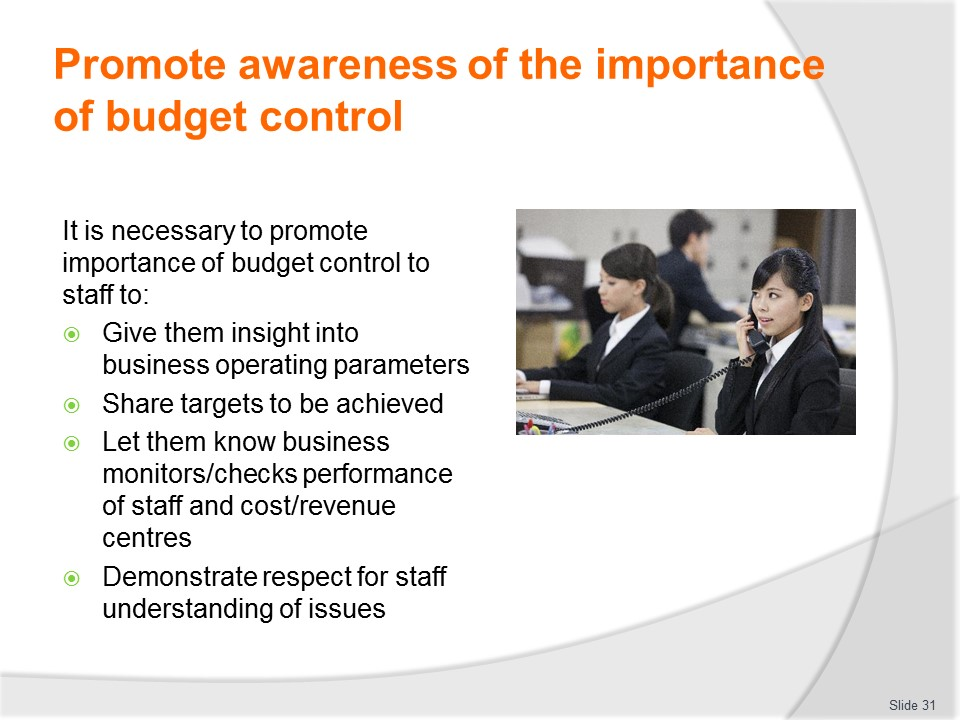 Promote awareness of the importance
of budget control
It is necessary to promote
importance of budget control to
staff to:
Give them insight into
business operating parameters
Share targets to be achieved
Let them know business
monitors/checks performance
of staff and cost/revenue
centres
Demonstrate respect for staff
understanding of issues
Slide 31